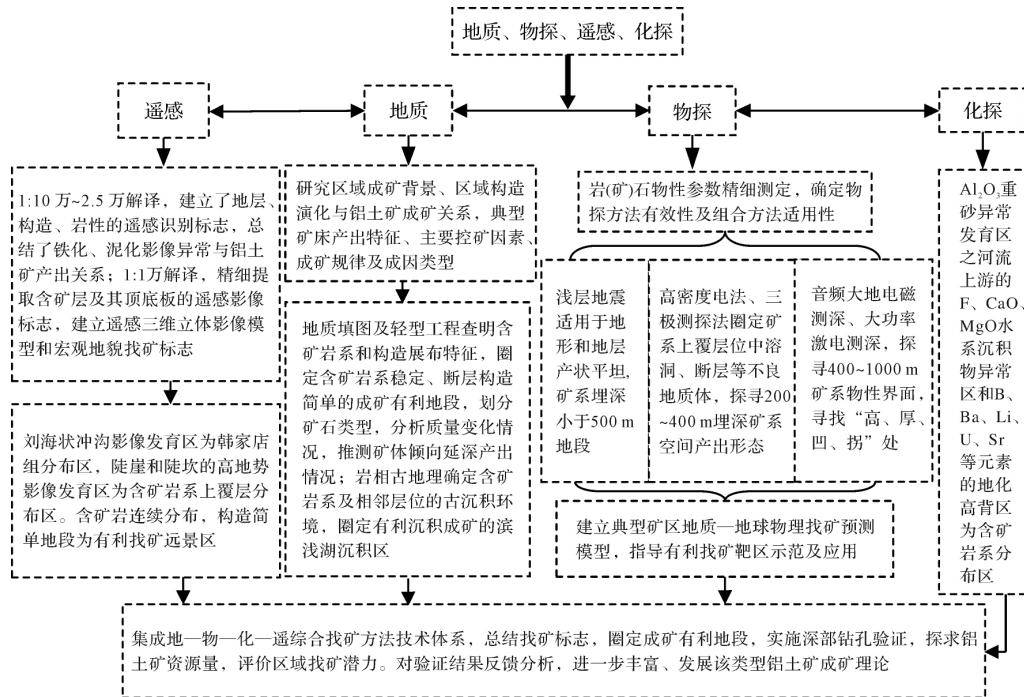 地质、物探、遥感、化探
遥感
地质
物探
化探
1:10 万~2.5 万解译，建立了地层、
构造、岩性的遥感识别标志，总
结了铁化、泥化影像异常与铝土
矿产出关系；1:1万解译，精细提
取含矿层及其顶底板的遥感影像
标志，建立遥感三维立体影像模
型和宏观地貌找矿标志
刘海状冲沟影像发育区为韩家店
组分布区，陡崖和陡坎的高地势
影像发育区为含矿岩系上覆层分
布区。含矿岩连续分布，构造简
单地段为有利找矿远景区
研究区域成矿背景、区域构造
演化与铝土矿成矿关系，典型
矿床产出特征、主要控矿因素、
成矿规律及成因类型
地质填图及轻型工程查明含
矿岩系和构造展布特征，圈
定含矿岩系稳定、断层构造
简单的成矿有利地段，划分
矿石类型，分析质量变化情
况，推测矿体倾向延深产出
情况；岩相古地理确定含矿
岩系及相邻层位的古沉积环
境，圈定有利沉积成矿的滨
浅湖沉积区
岩(矿)石物性参数精细测定，确定物
探方法有效性及组合方法适用性
浅层地震
适用于地
形和地层
产状平坦,
矿系埋深
小于500 m
地段
高密度电法、三
极测探法圈定矿
系上覆层位中溶
洞、断层等不良
地质体，探寻200
~400 m埋深矿系
空间产出形态
音频大地电磁
测深、大功率
激电测深，探
寻400~1000 m
矿系物性界面，
寻找“高、厚、
凹、拐”处
建立典型矿区地质—地球物理找矿预测
模型，指导有利找矿靶区示范及应用
Al₂O₃重
砂异常
发育区
之河流
上游的
F、CaO、
MgO水
系沉积
物异常
区和B、
Ba、Li、
U、Sr
等元素
的地化
高背区
为含矿
岩系分
布区
集成地—物—化—遥综合找矿方法技术体系，总结找矿标志，圈定成矿有利地段，实施深部钻孔验证，探求铝
土矿资源量，评价区域找矿潜力。对验证结果反馈分析，进一步丰富、发展该类型铝土矿成矿理论